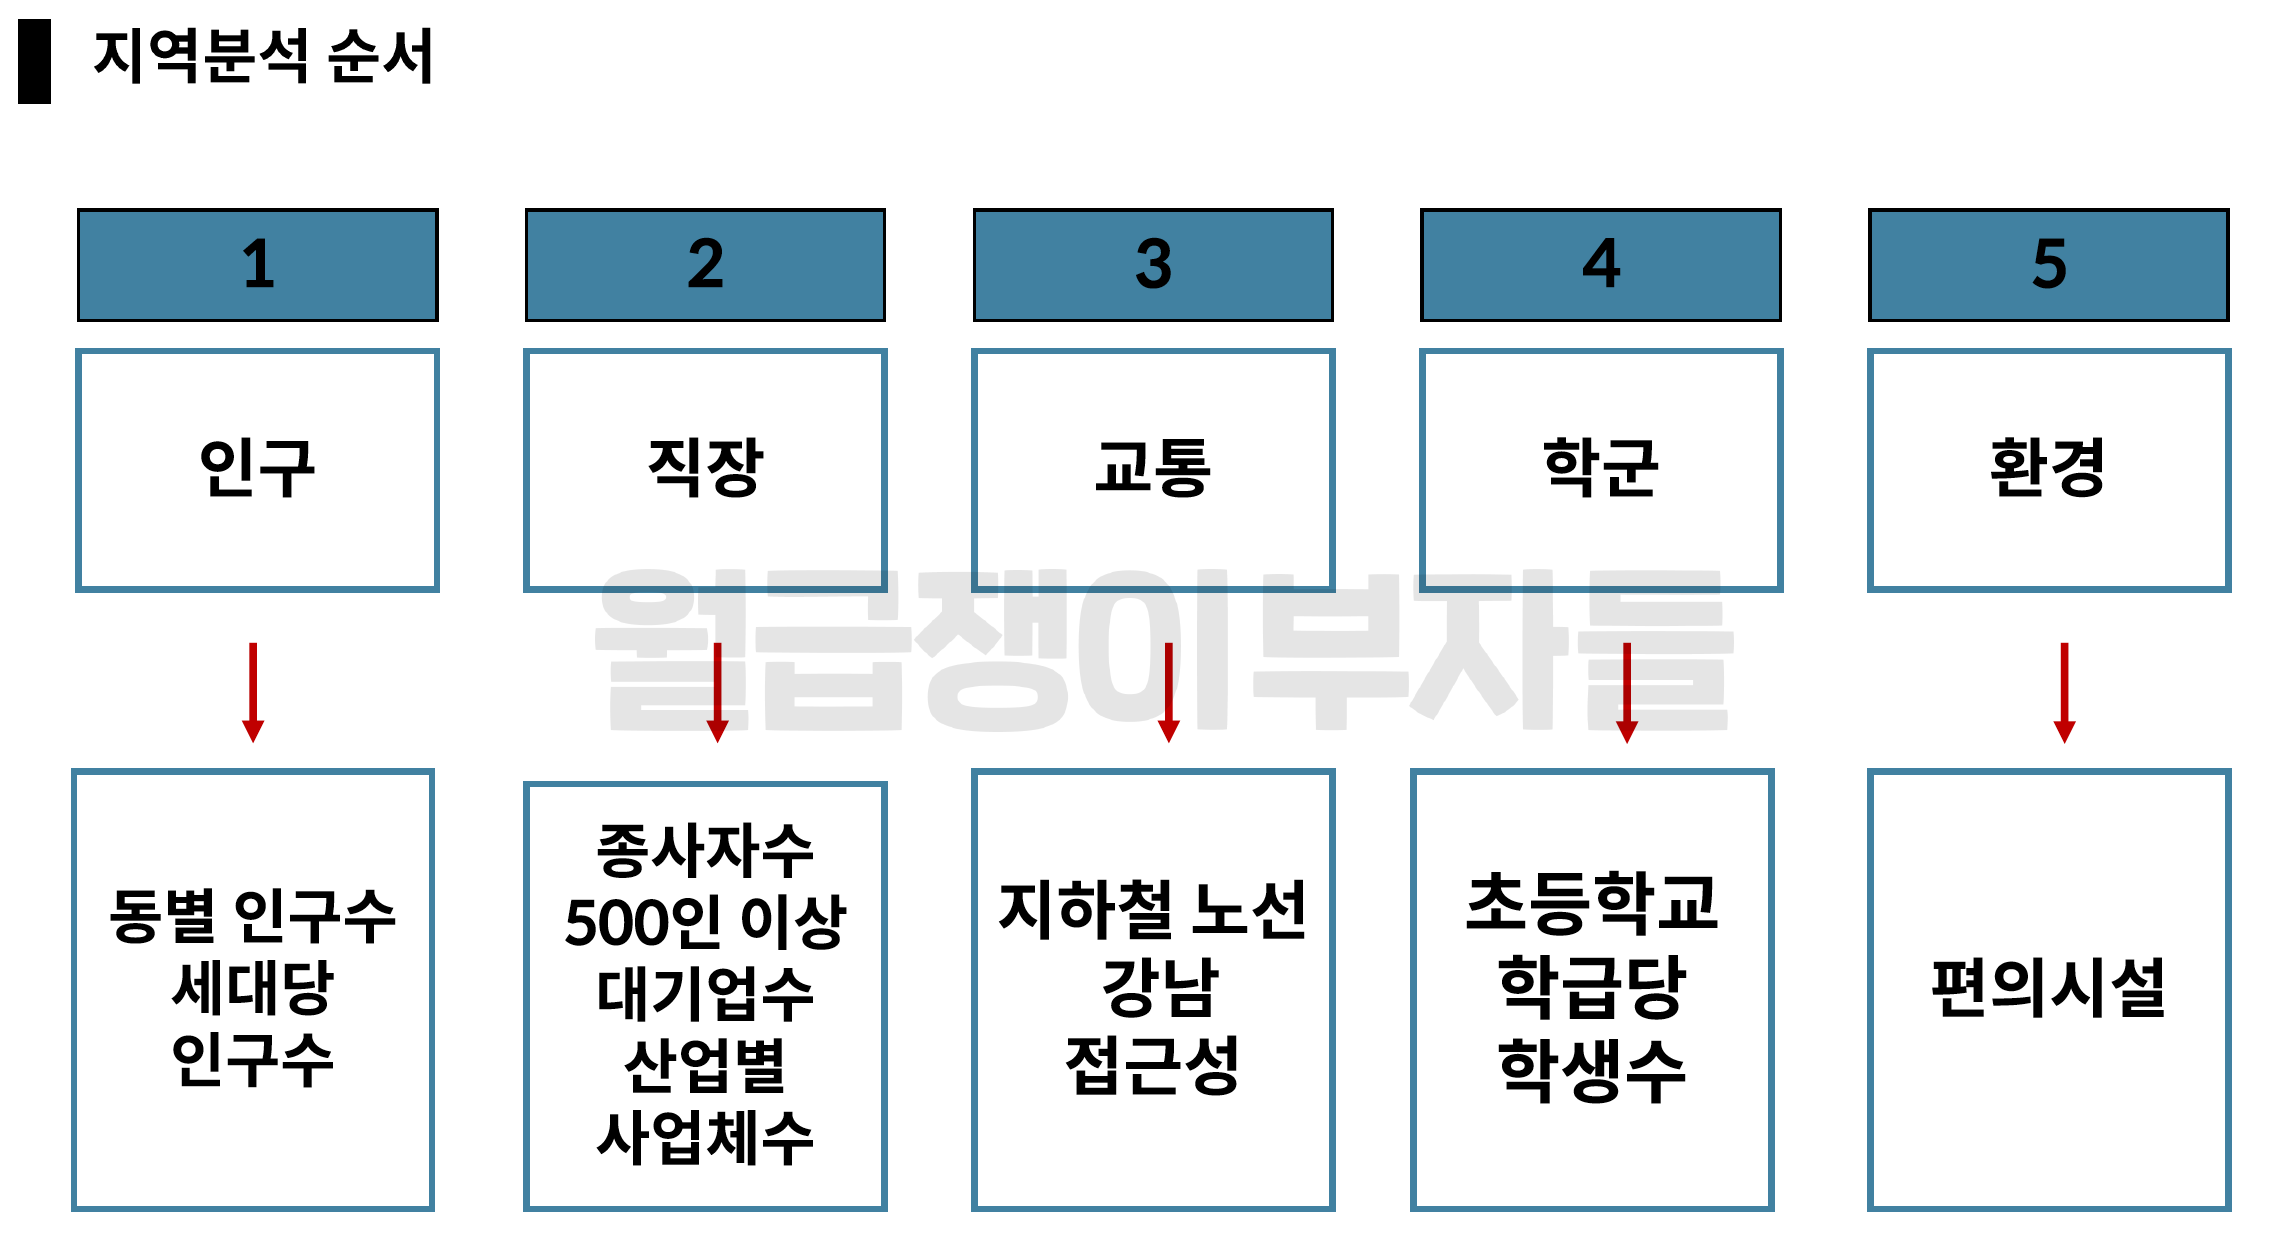 지역분석 순서
1
2
3
4
5
인구
직장
교통
학군
환경
월급쟁이부자들
동별 인구수
세대당
인구수
종사자수
500인 이상
대기업수
산업별
사업체수
지하철 노선
강남
접근성
초등학교
학급당
학생수
편의시설